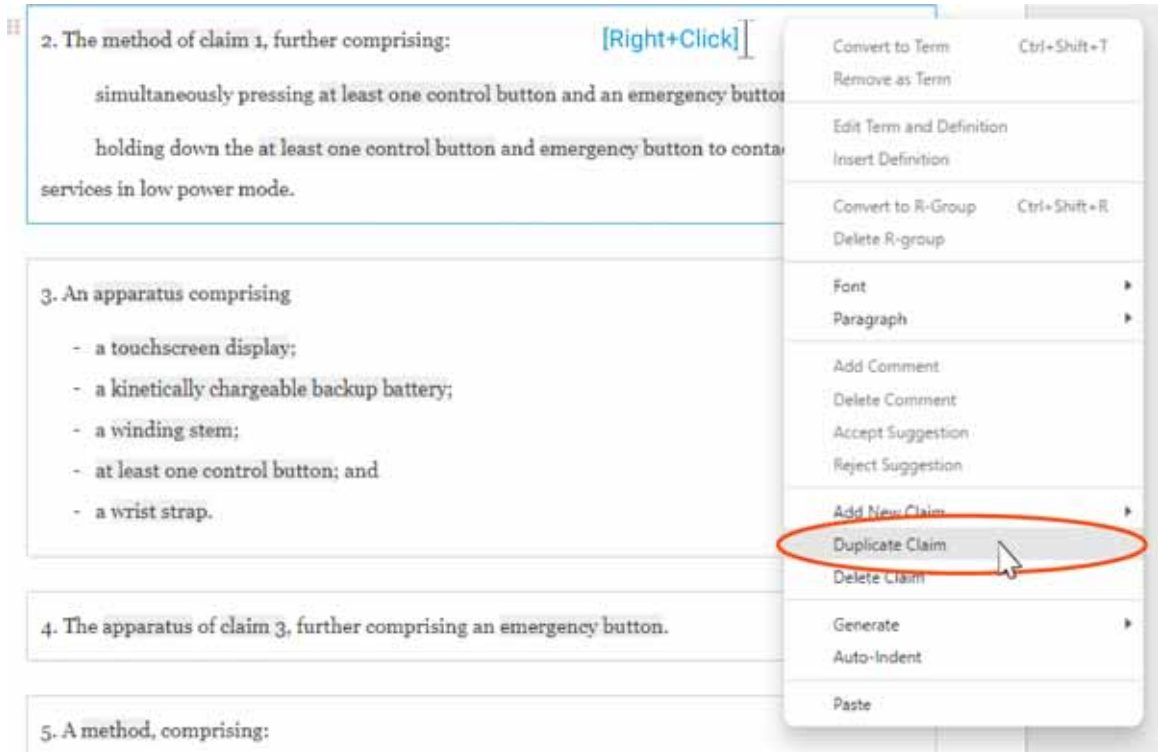 2. The method of claim 1, further comprising:
[Right+Click]
simultaneously pressing at least one control button and an emergency
holding down the at least one control button and emergency button to
services in low power mode.
3. An apparatus comprising
- a touchscreen display;
- a kinetically chargeable backup battery;
- a winding stem;
- at least one control button; and
- a wrist strap.
4. The apparatus of claim 3, further comprising an emergency button.
5. A method, comprising:
Convert to Term Ctrl+Shift+T
Remove as Term
Edit Term and Definition
Insert Definition
Convert to R-Group Ctrl+Shift+R
Delete R-group
Font
Paragraph
Add Comment
Delete Comment
Accept Suggestion
Reject Suggestion
Add New Claim
Duplicate Claim
Delete Claim
Generate
Auto-Indent
Paste